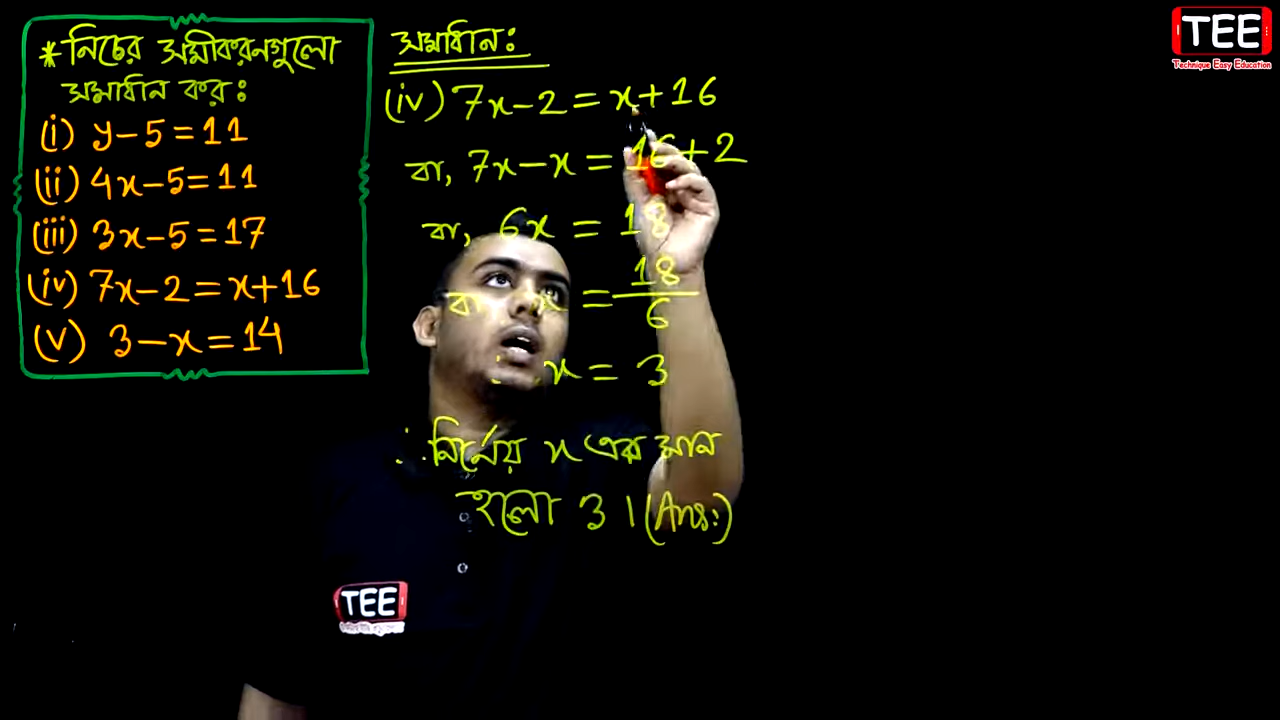 * নিচের সমীকরনগুলো
সমাধান কর:
(i) y-5=11
(ii) 4x-5=11
(iii) 3x-5=17
(iv) 7x-2=x+16
(v) 3-x=14
সমাধান:
(iv) 7x-2=x+16
বা, 7x-x=16+2
বা, 6x=18
বা, x=18/6
∴ x=3
∴ নির্ণেয় x এর মান
হলো 3। (Ans:)
TEE
Technique Easy Education
TEE